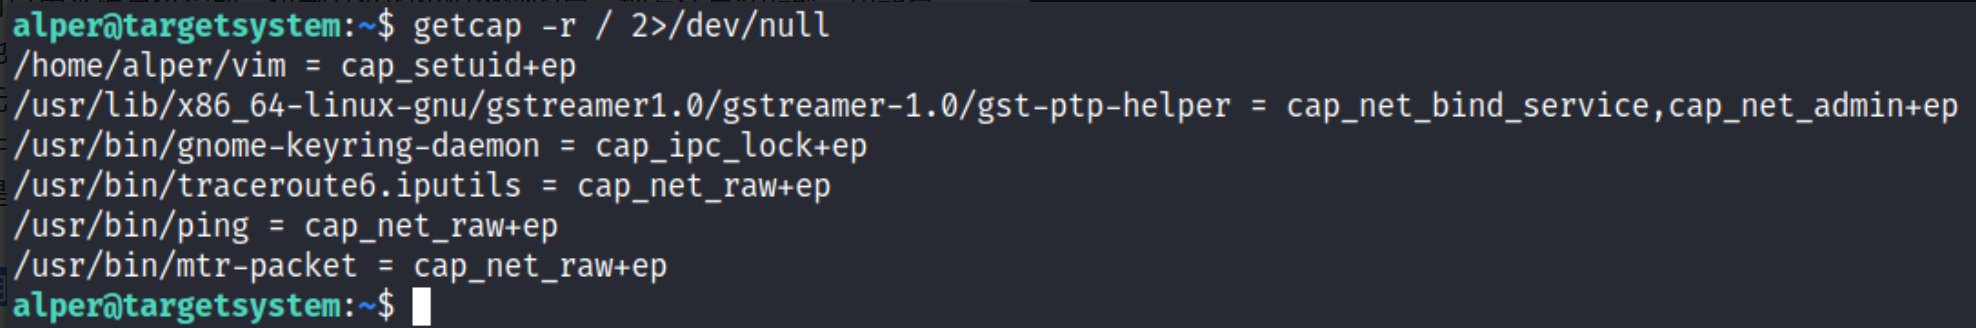 alper@targetsystem:~$ getcap -r / 2>/dev/null
/home/alper/vim = cap_setuid+ep
/usr/lib/x86_64-linux-gnu/gstreamer1.0/gstreamer-1.0/gst-ptp-helper = cap_net_bind_service,cap_net_admin+ep
/usr/bin/gnome-keyring-daemon = cap_ipc_lock+ep
/usr/bin/traceroute6.iputils = cap_net_raw+ep
/usr/bin/ping = cap_net_raw+ep
/usr/bin/mtr-packet = cap_net_raw+ep
alper@targetsystem:~$